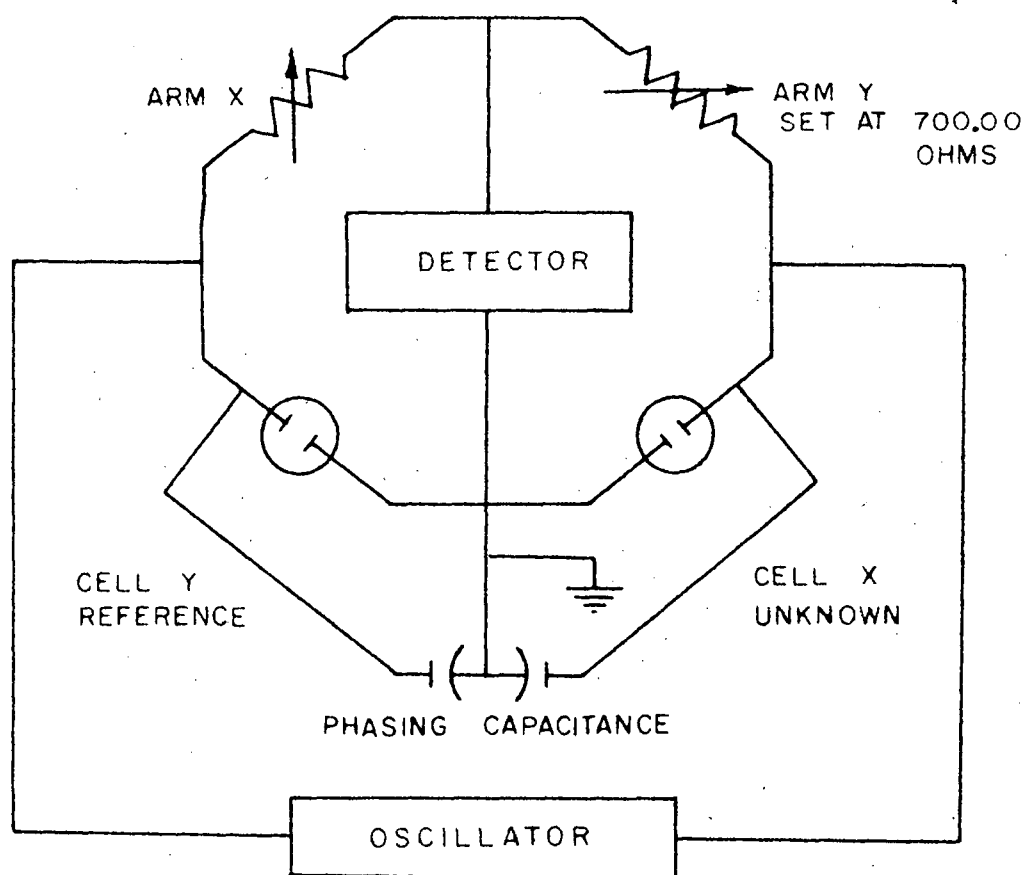 ARM X
ARM Y
SET AT 700.00
OHMS
DETECTOR
CELL Y
REFERENCE
CELL X
UNKNOWN
PHASING CAPACITANCE
OSCILLATOR